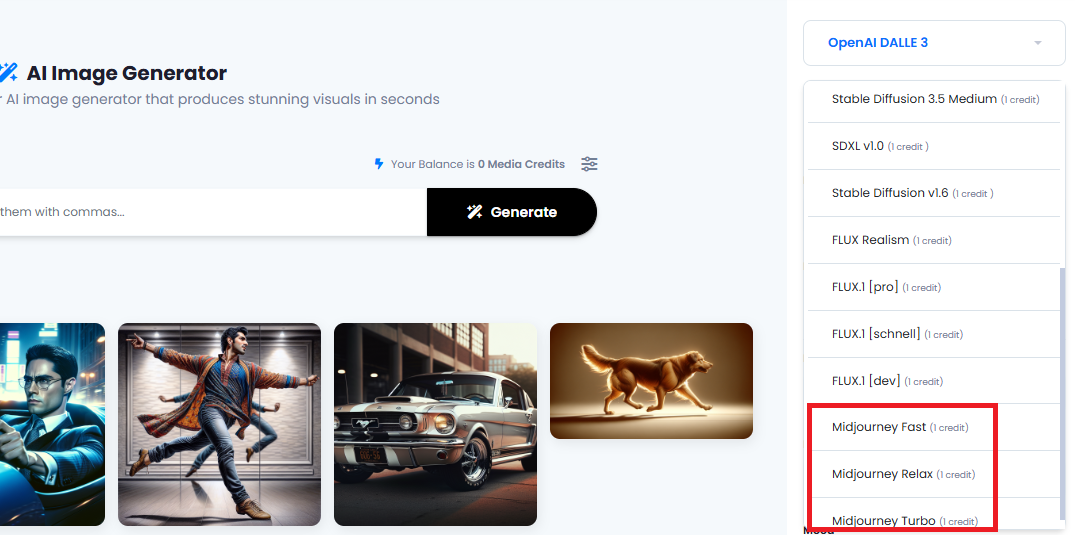 OpenAI DALLE 3
AI Image Generator
AI image generator that produces stunning visuals in seconds
Your Balance is 0 Media Credits
them with commas...
Generate
Stable Diffusion 3.5 Medium (1 credit)
SDXL v1.0 (1 credit )
Stable Diffusion v1.6 (1 credit )
FLUX Realism (1 credit)
FLUX.1 [pro] (1 credit)
FLUX.1 [schnell] (1 credit)
FLUX.1 [dev] (1 credit)
Midjourney Fast (1 credit)
Midjourney Relax (1 credit)
Midjourney Turbo (1 credit)